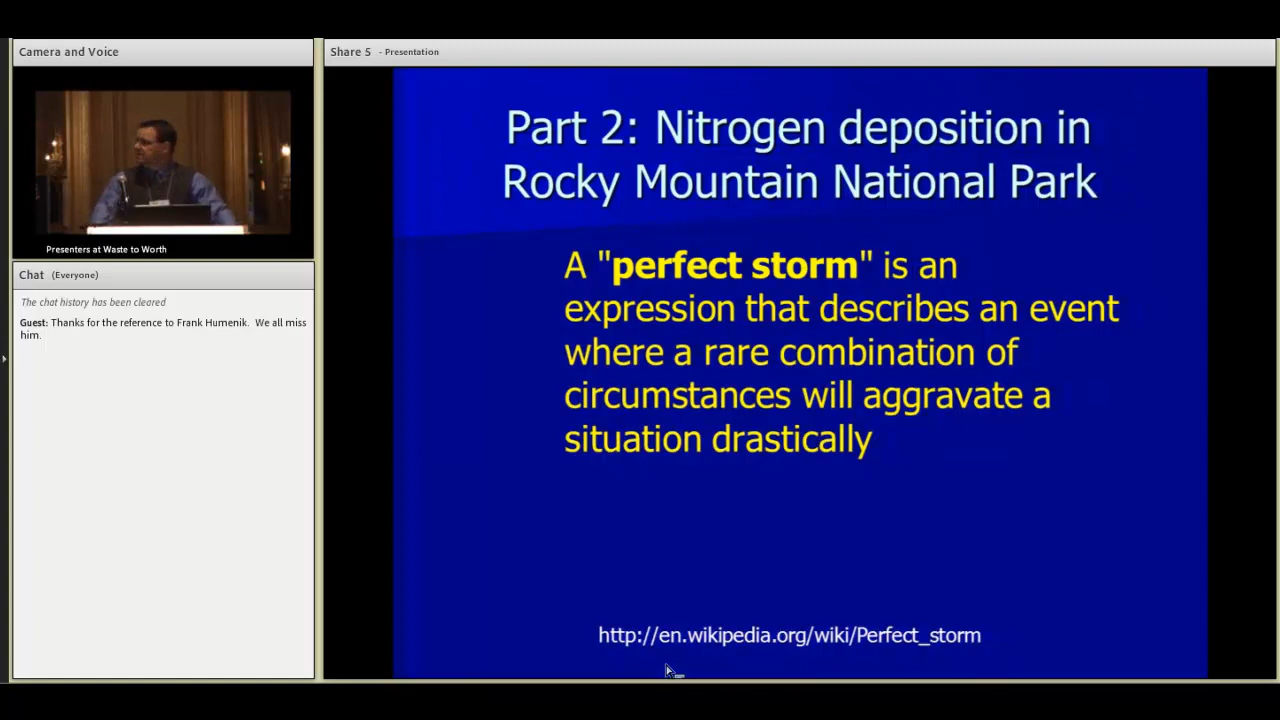 Camera and Voice
Presenters at Waste to Worth
Chat (Everyone)
The chat history has been cleared
Guest: Thanks for the reference to Frank Humenik. We all miss
him.
Share 5 - Presentation
Part 2: Nitrogen deposition in
Rocky Mountain National Park
A "perfect storm" is an
expression that describes an event
where a rare combination of
circumstances will aggravate a
situation drastically
http://en.wikipedia.org/wiki/Perfect_storm